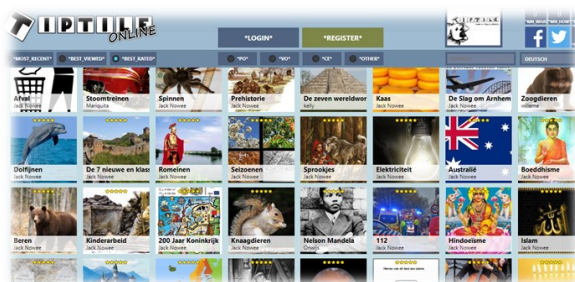 TIPTILE
ONLINE
*LOGIN*
*REGISTER*
*MOST_RECENT*
*BEST_VIEWED*
*BEST_RATED*
*PO*
*VO*
*CE*
*OTHER*
DEUTSCH
Afval
Jack Nowee
Stoomtreinen
Mariquita
Spinnen
Jack Nowee
Prehistorie
Jack Nowee
De zeven wereldwor
kelly
Kaas
Jack Nowee
De Slag om Arnhem
Jack Nowee
Zoogdieren
willeme
Dolfijnen
Jack Nowee
De 7 nieuwe en klass
Jack Nowee
Romeinen
Jack Nowee
Seizoenen
Jack Nowee
Sprookjes
Jack Nowee
Elektriciteit
Jack Nowee
Australië
Jack Nowee
Boeddhisme
Jack Nowee
Beren
Jack Nowee
Kinderarbeid
Jack Nowee
200 Jaar Koninkrijk
Jack Nowee
Knaagdieren
Jack Nowee
Nelson Mandela
112
Jack Nowee
Hindoeïsme
Jack Nowee
Islam
Jack Nowee